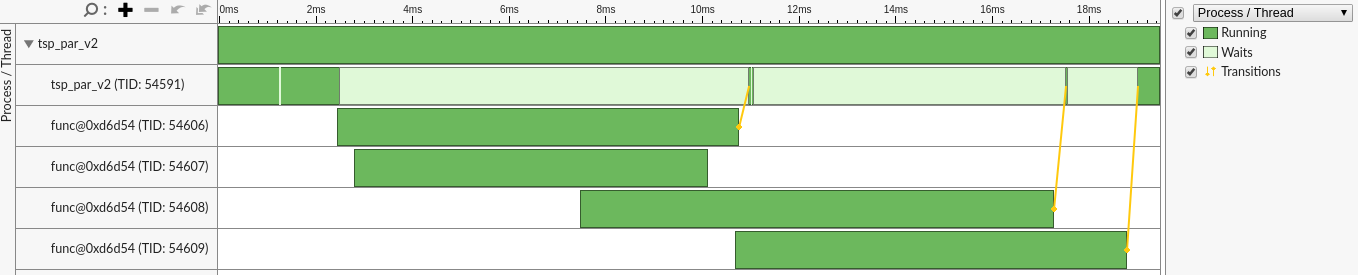 0ms 2ms 4ms 6ms 8ms 10ms 12ms 14ms 16ms 18ms
Process / Thread
tsp_par_v2
tsp_par_v2 (TID: 54591)
func@0xd6d54 (TID: 54606)
func@0xd6d54 (TID: 54607)
func@0xd6d54 (TID: 54608)
func@0xd6d54 (TID: 54609)
Process / Thread
Running
Waits
Transitions